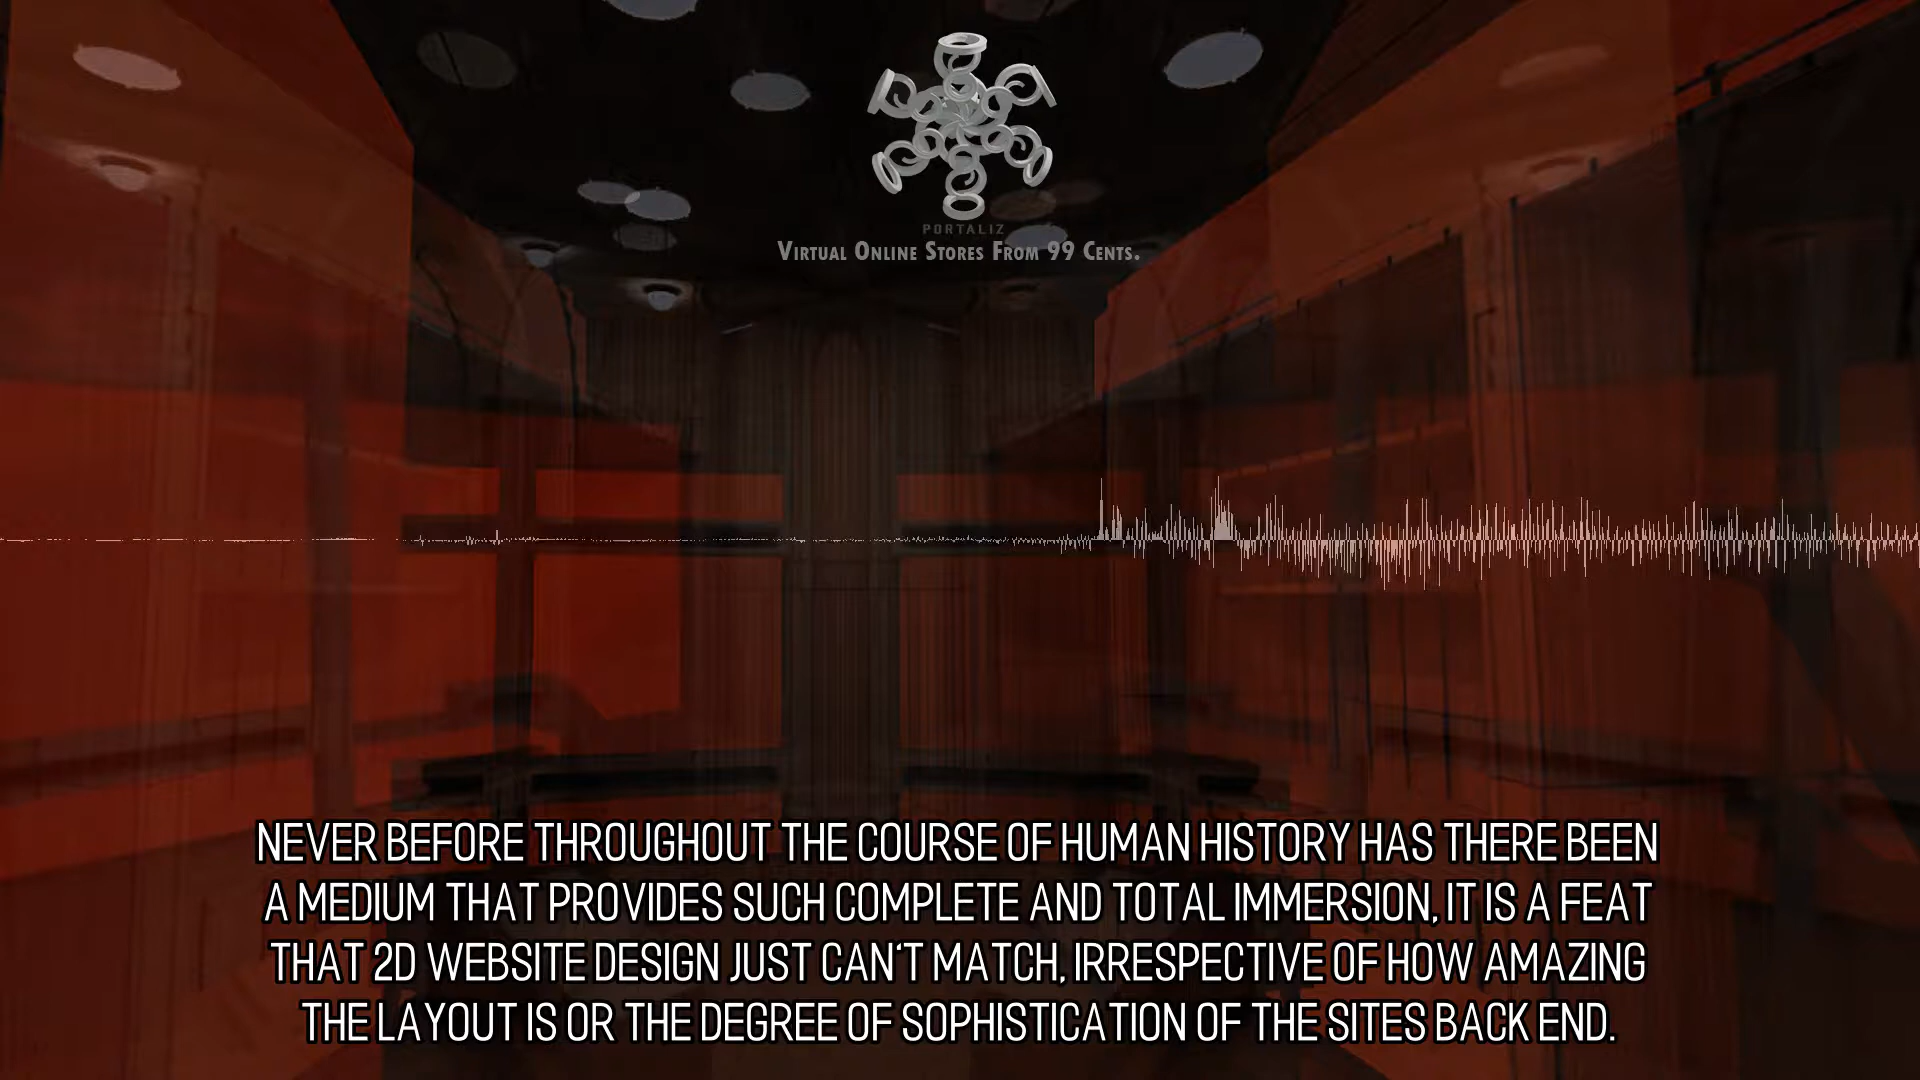 PORTALIZ
Virtual Online Stores From 99 Cents.
NEVER BEFORE THROUGHOUT THE COURSE OF HUMAN HISTORY HAS THERE BEEN
A MEDIUM THAT PROVIDES SUCH COMPLETE AND TOTAL IMMERSION, IT IS A FEAT
THAT 2D WEBSITE DESIGN JUST CAN'T MATCH, IRRESPECTIVE OF HOW AMAZING
THE LAYOUT IS OR THE DEGREE OF SOPHISTICATION OF THE SITES BACK END.